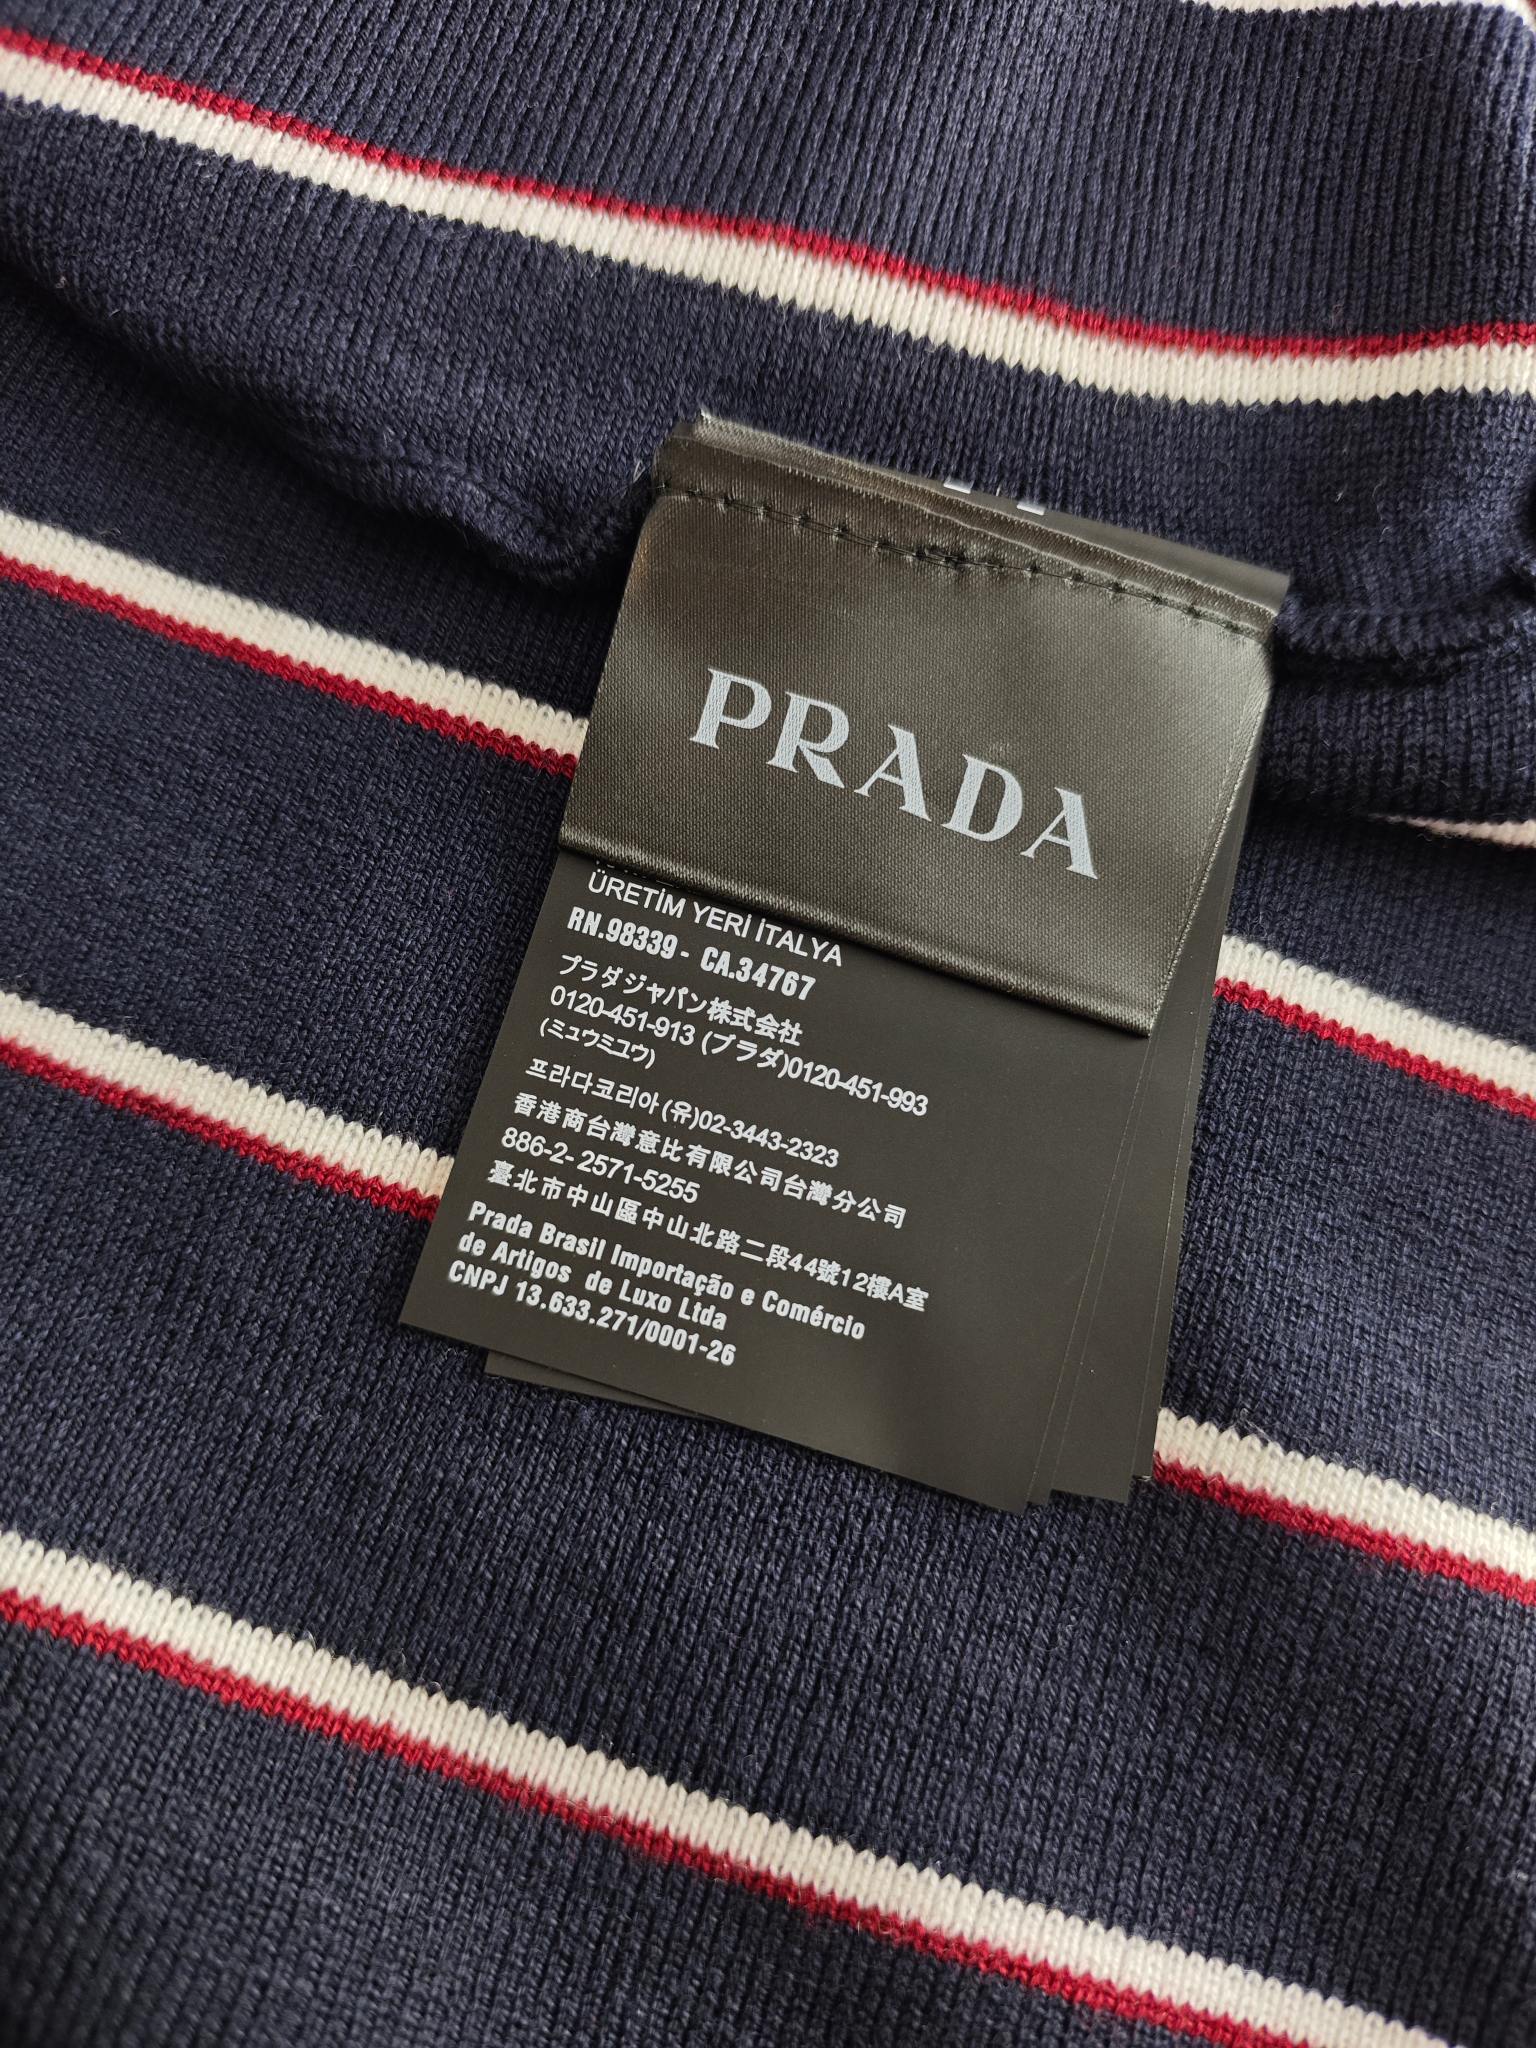 PRADA
ÜRETİM YERİ İTALYA
RN.98339 - CA.34767
プラダジャパン株式会社
0120-451-913 (プラダ)0120-451-993
(ミュウミュウ)
프라다코리아(유)02-3443-2323
香港商台灣意比有限公司台灣分公司
886-2- 2571-5255
臺北市中山區中山北路二段44號12樓A室
Prada Brasil Importação e Comércio
de Artigos de Luxo Ltda
CNPJ 13.633.271/0001-26